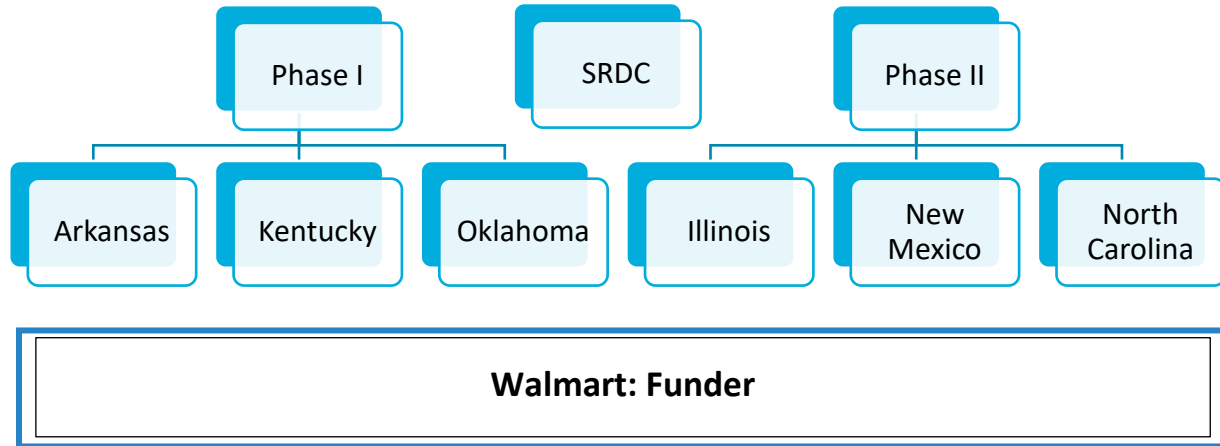 Phase I
SRDC
Phase II
Arkansas
Kentucky
Oklahoma
Illinois
New
Mexico
North
Carolina
Walmart: Funder